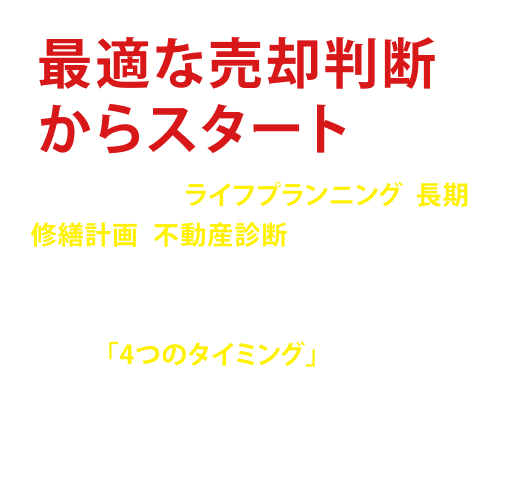 最適な売却判断
からスタート
ライフプランニング 長期
修繕計画 不動産診断
「4つのタイミング」